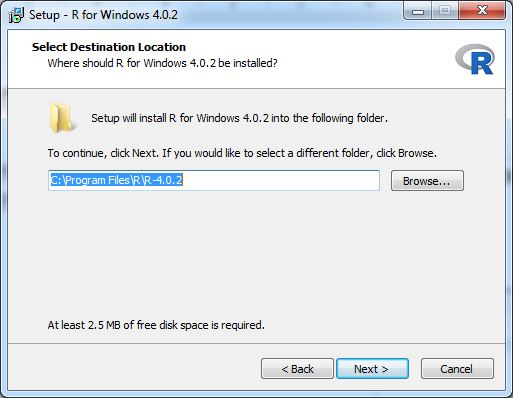 Setup - R for Windows 4.0.2
Select Destination Location
Where should R for Windows 4.0.2 be installed?
R
Setup will install R for Windows 4.0.2 into the following folder.
To continue, click Next. If you would like to select a different folder, click Browse.
C:\Program Files\R\R-4.0.2
Browse...
At least 2.5 MB of free disk space is required.
< Back
Next >
Cancel